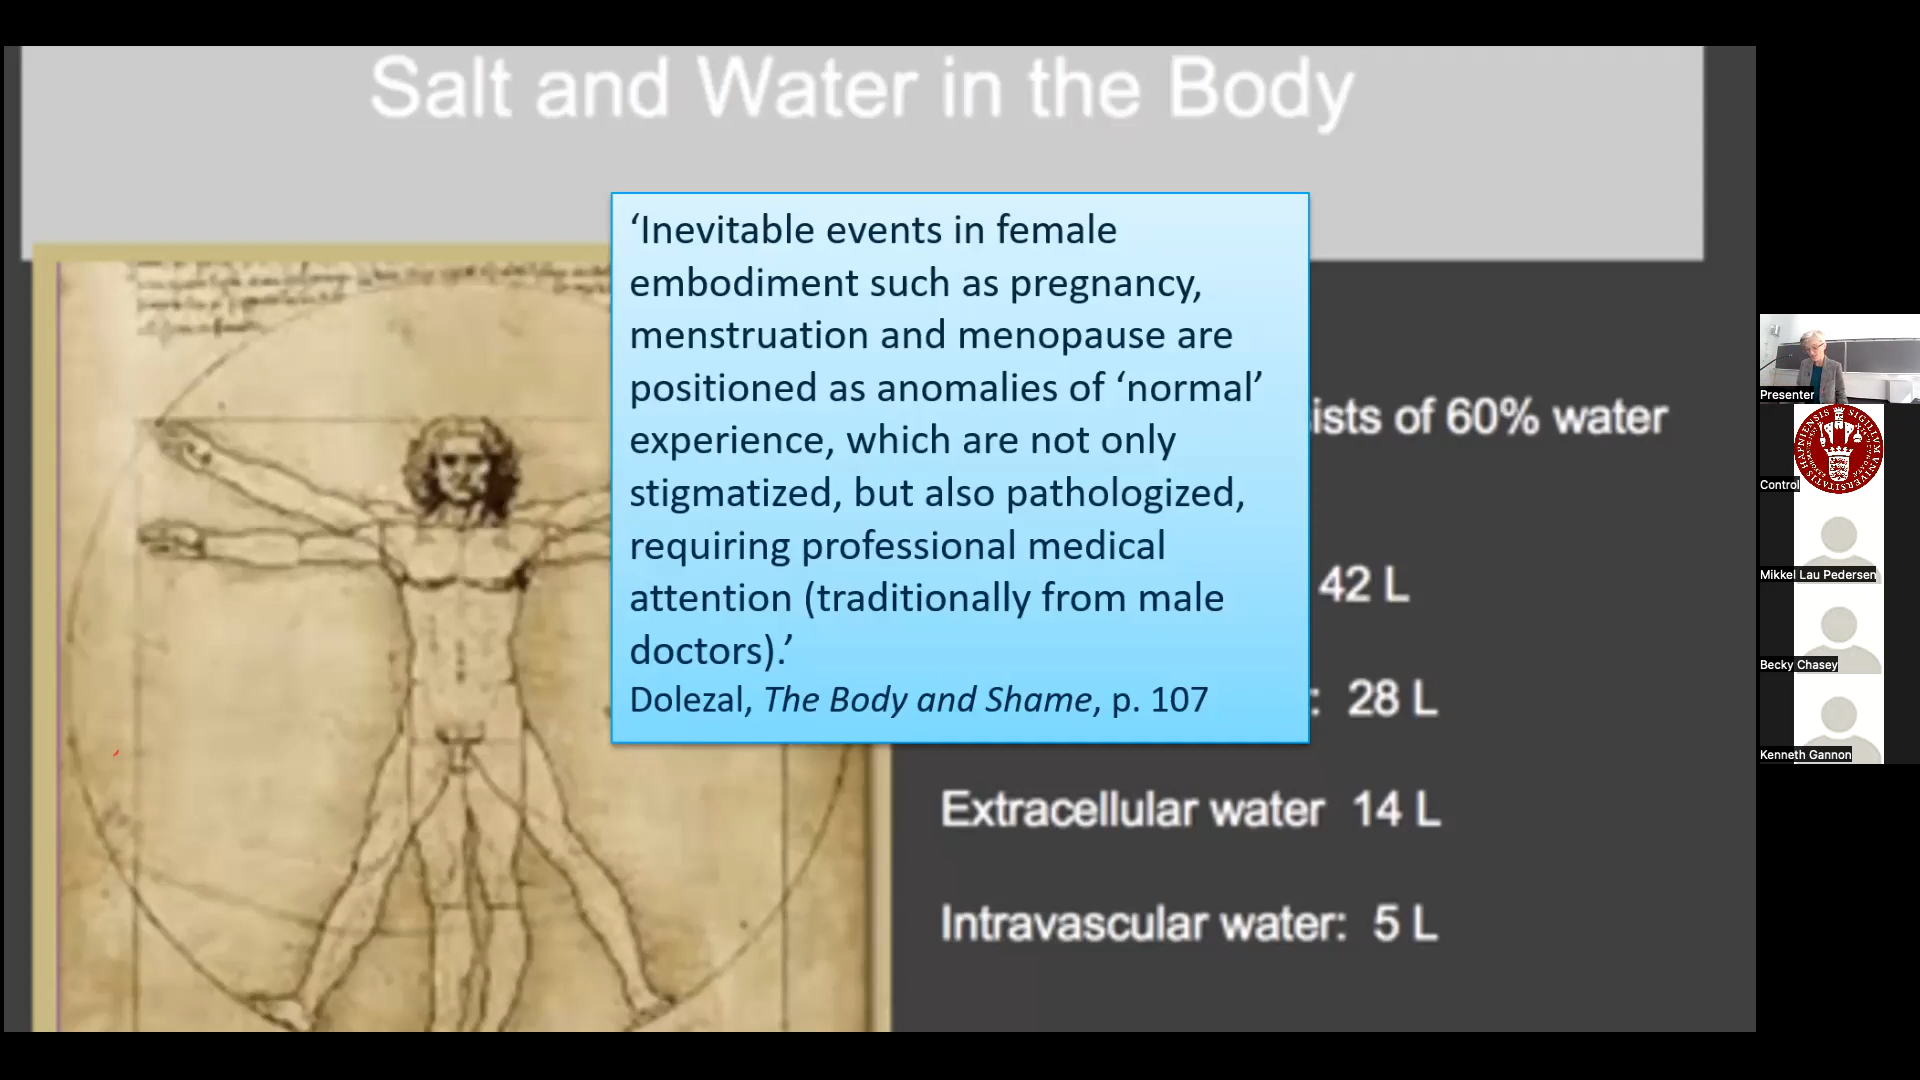 Salt and Water in the Body
‘Inevitable events in female
embodiment such as pregnancy,
menstruation and menopause are
positioned as anomalies of ‘normal’
experience, which are not only
stigmatized, but also pathologized,
requiring professional medical
attention (traditionally from male
doctors).’
Dolezal, The Body and Shame, p. 107
ists of 60% water
42 L
: 28 L
Extracellular water 14 L
Intravascular water: 5 L
Presenter
Control
Mikkel Lau Pedersen
Becky Chasey
Kenneth Gannon